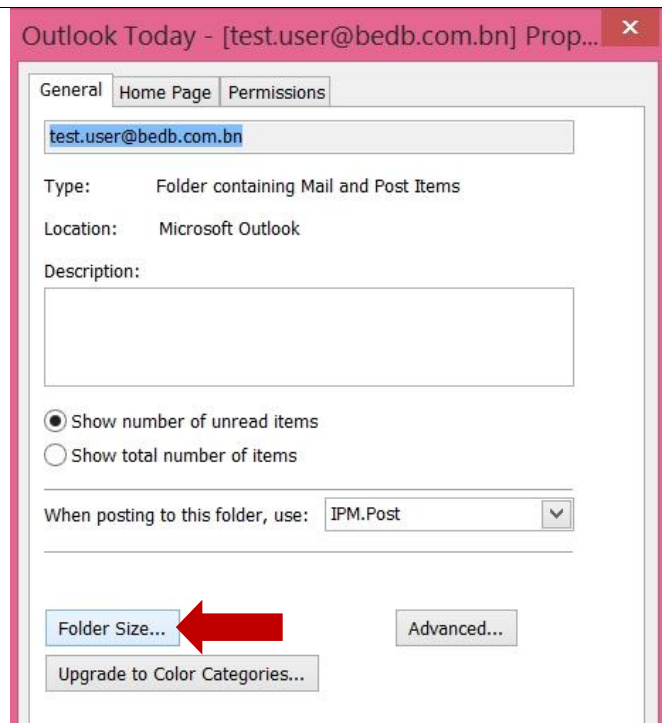 Outlook Today - [test.user@bedb.com.bn] Prop...
x
General Home Page Permissions
test.user@bedb.com.bn
Type: Folder containing Mail and Post Items
Location: Microsoft Outlook
Description:
Show number of unread items
Show total number of items
When posting to this folder, use: IPM.Post
Folder Size... Advanced...
Upgrade to Color Categories...